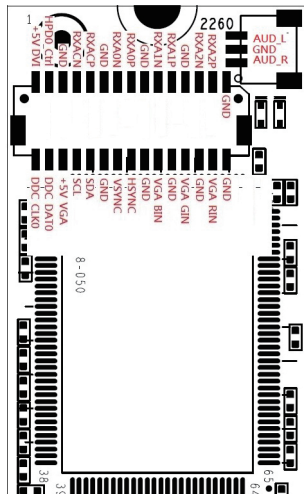 1
2260
+5V DVI
HPD0 Ctrl
GND
RXACN
RXACP
GND
RXA0N
RXA0P
GND
RXA1N
RXA1P
GND
RXA2N
RXA2P
GND
AUD_L
GND
AUD_R
DDC CLK0
DDC DAT0
+5V VGA
SCL
SDA
GND
VSYNC
HSYNC
GND
VGA BIN
GND
VGA GIN
GND
VGA RIN
GND
8-050
38
39
64
65